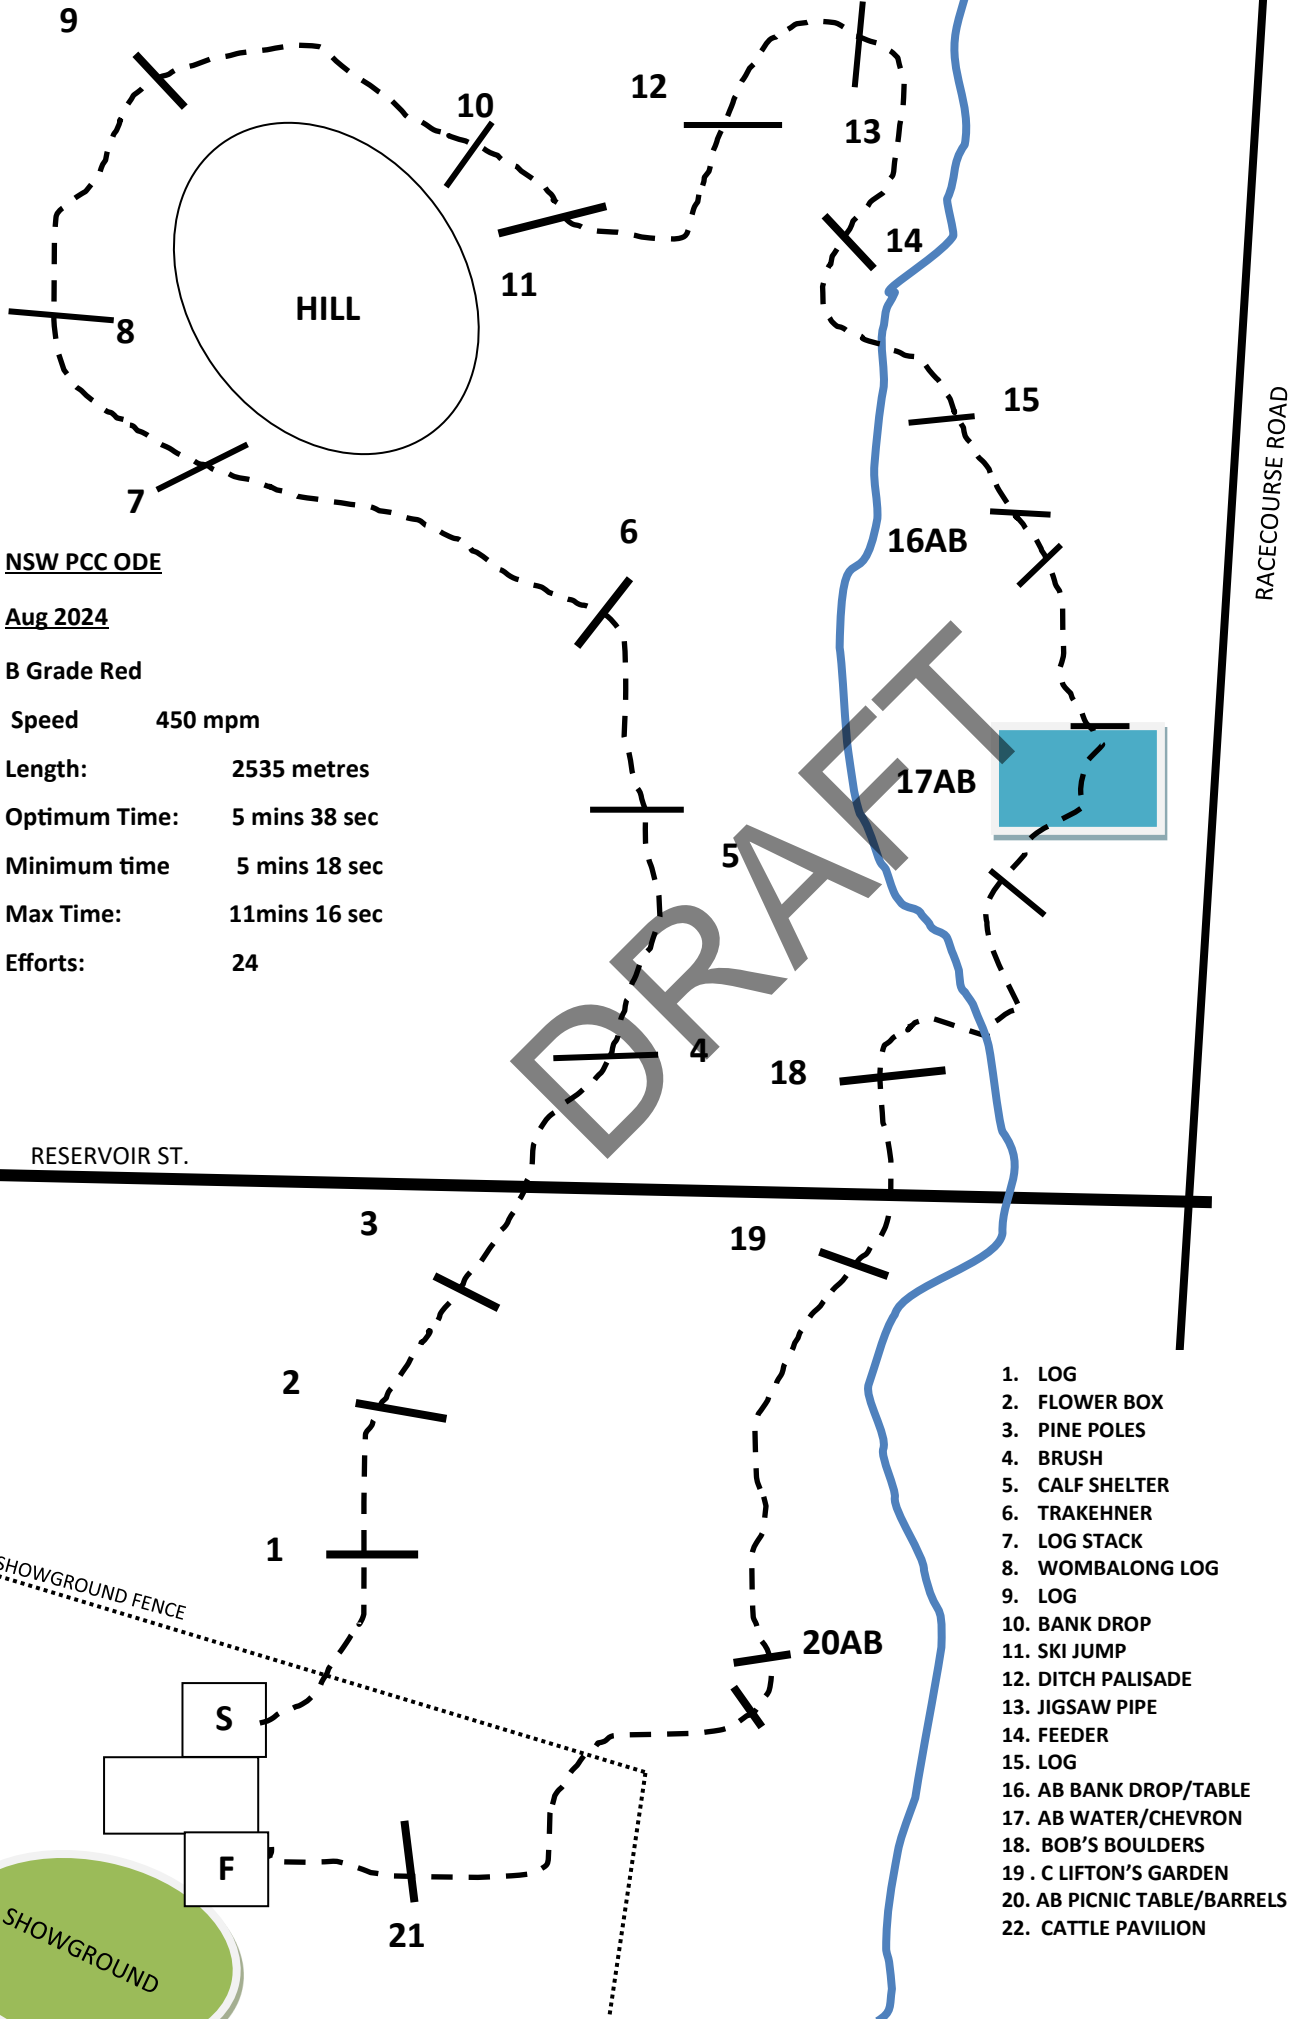 9
10
12
13
14
11
HILL
8
15
7
6
16AB
RACECOURSE ROAD
NSW PCC ODE
Aug 2024
B Grade Red
Speed 450 mpm
Length: 2535 metres
Optimum Time: 5 mins 38 sec
Minimum time 5 mins 18 sec
Max Time: 11mins 16 sec
Efforts: 24
17AB
5
DRAFT
4
18
RESERVOIR ST.
3
19
2
1
SHOWGROUND FENCE
20AB
S
F
21
SHOWGROUND
1. LOG
2. FLOWER BOX
3. PINE POLES
4. BRUSH
5. CALF SHELTER
6. TRAKEHNER
7. LOG STACK
8. WOMBALONG LOG
9. LOG
10. BANK DROP
11. SKI JUMP
12. DITCH PALISADE
13. JIGSAW PIPE
14. FEEDER
15. LOG
16. AB BANK DROP/TABLE
17. AB WATER/CHEVRON
18. BOB'S BOULDERS
19 . C LIFTON'S GARDEN
20. AB PICNIC TABLE/BARRELS
22. CATTLE PAVILION